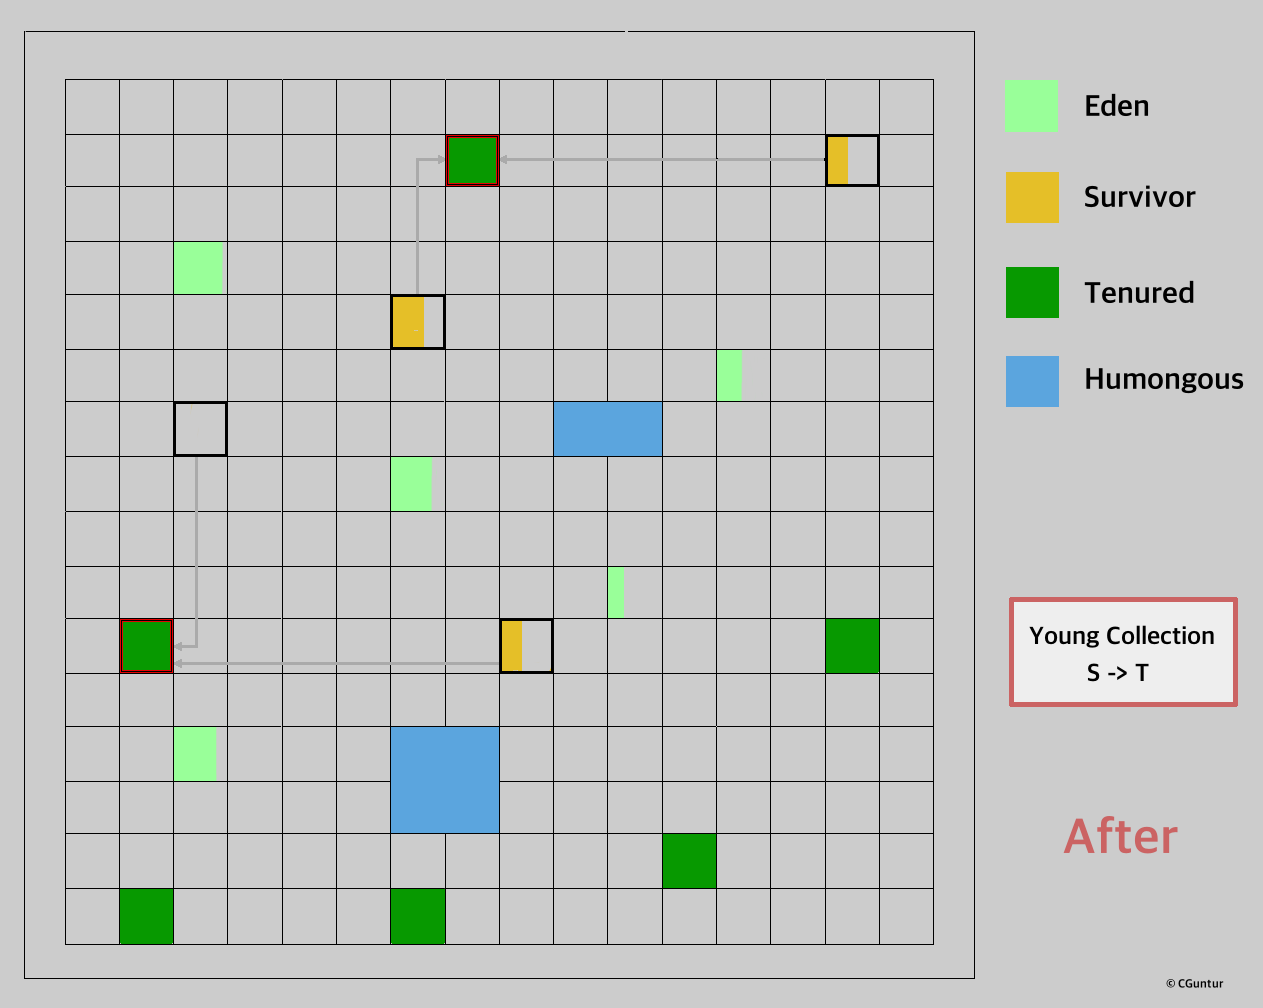 Eden
Survivor
Tenured
Humongous
Young Collection
S -> T
After
© CGuntur